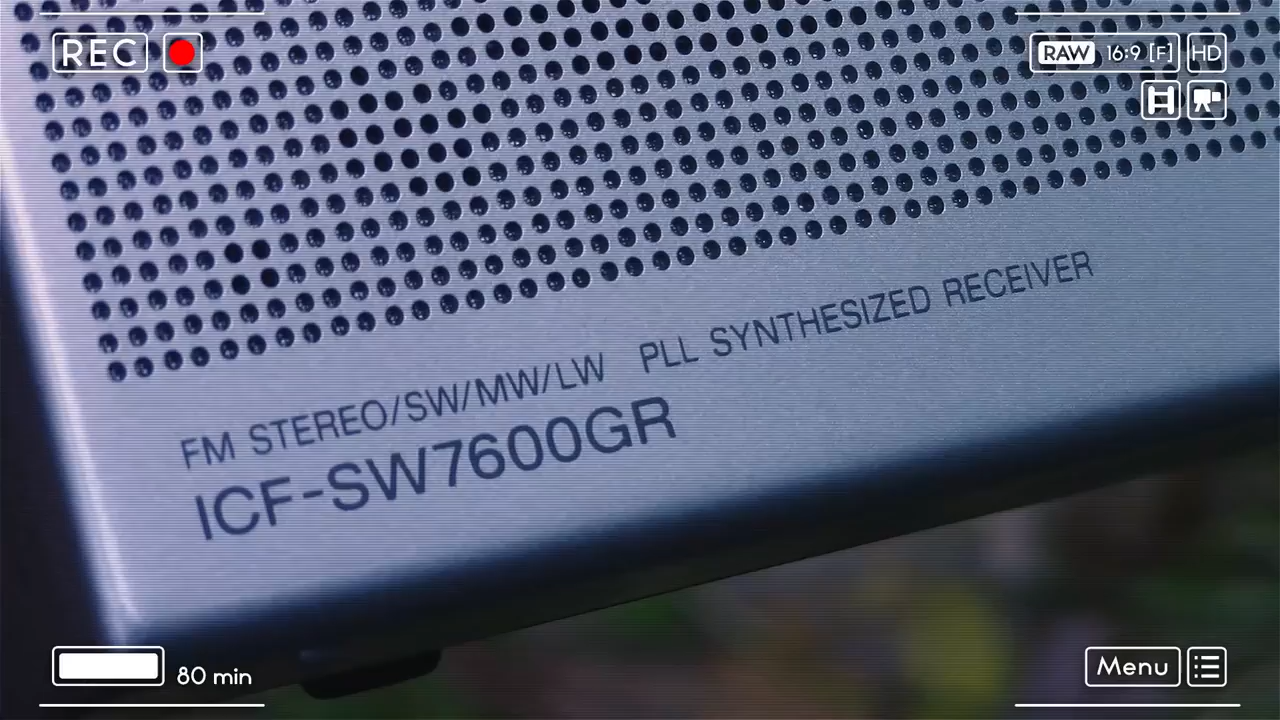 REC
RAW 16:9 [F] HD
FM STEREO/SW/MW/LW PLL SYNTHESIZED RECEIVER
ICF-SW7600GR
80 min
Menu